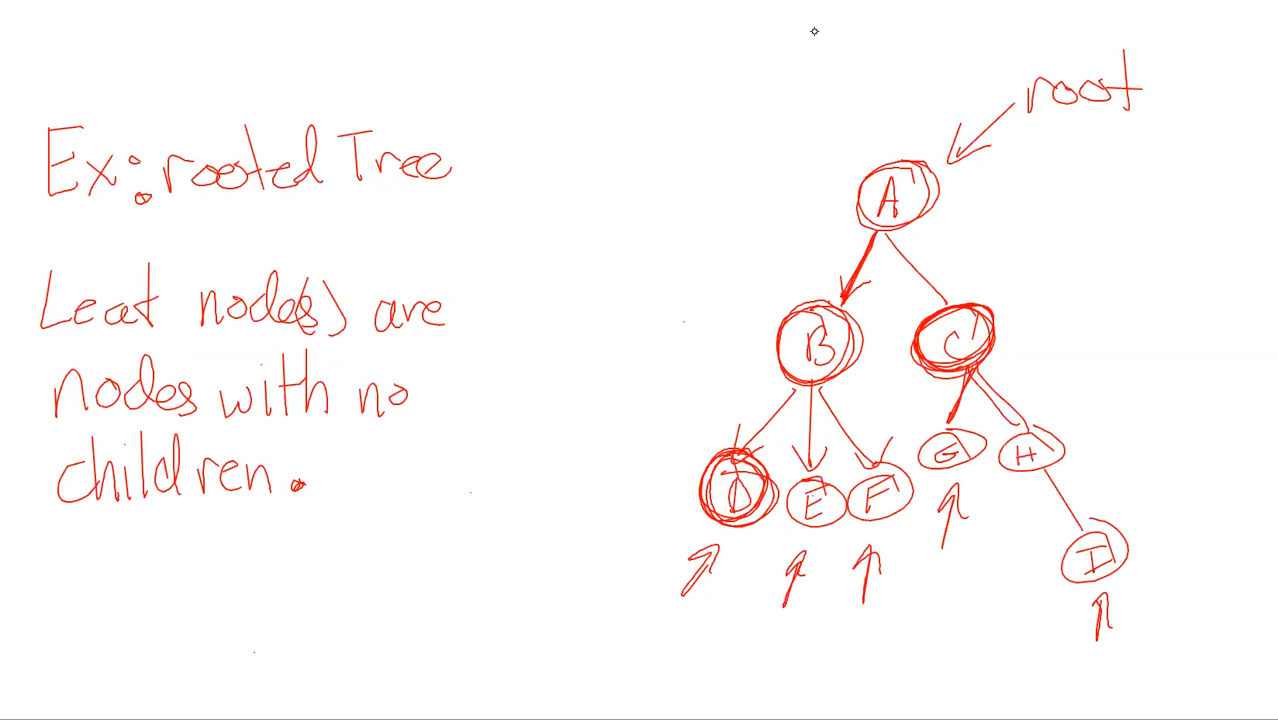 root
Ex: rooted Tree
A
Leaf node(s) are
B
C
nodes with no
G
H
children.
D
E
F
I